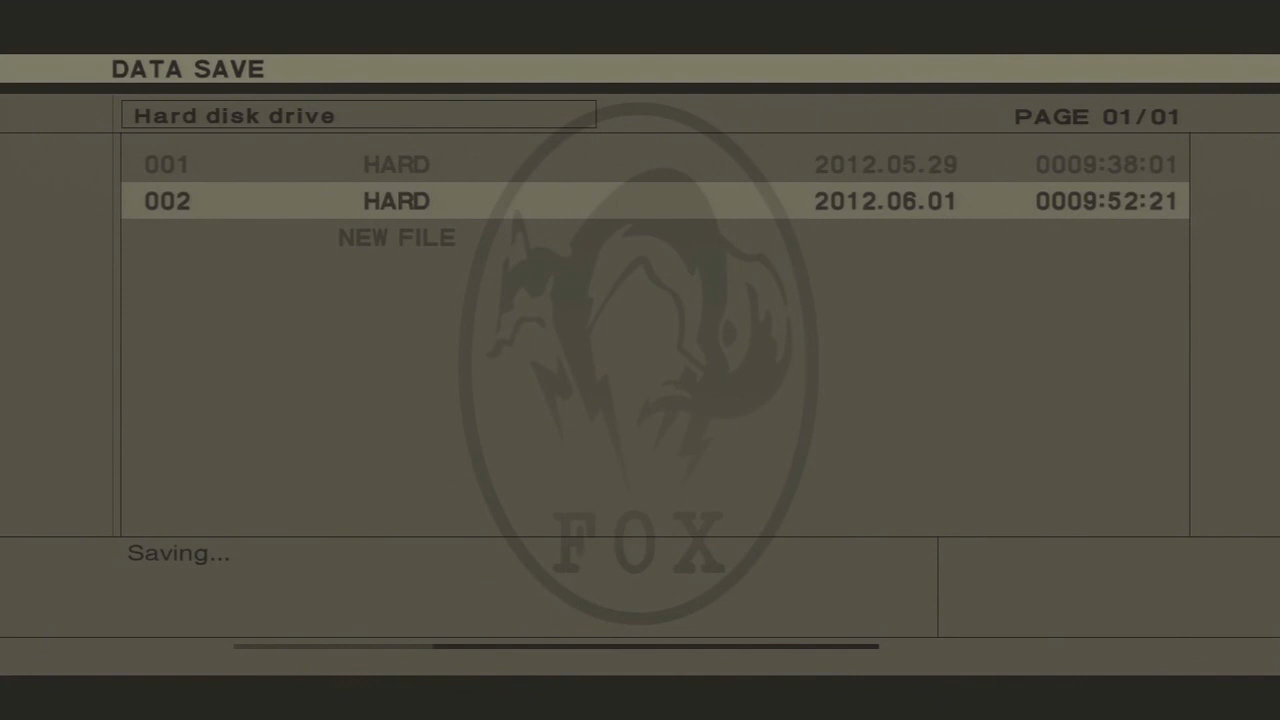 DATA SAVE
Hard disk drive PAGE 01/01
001 HARD 2012.05.29 0009:38:01
002 HARD 2012.06.01 0009:52:21
NEW FILE
FOX
Saving...